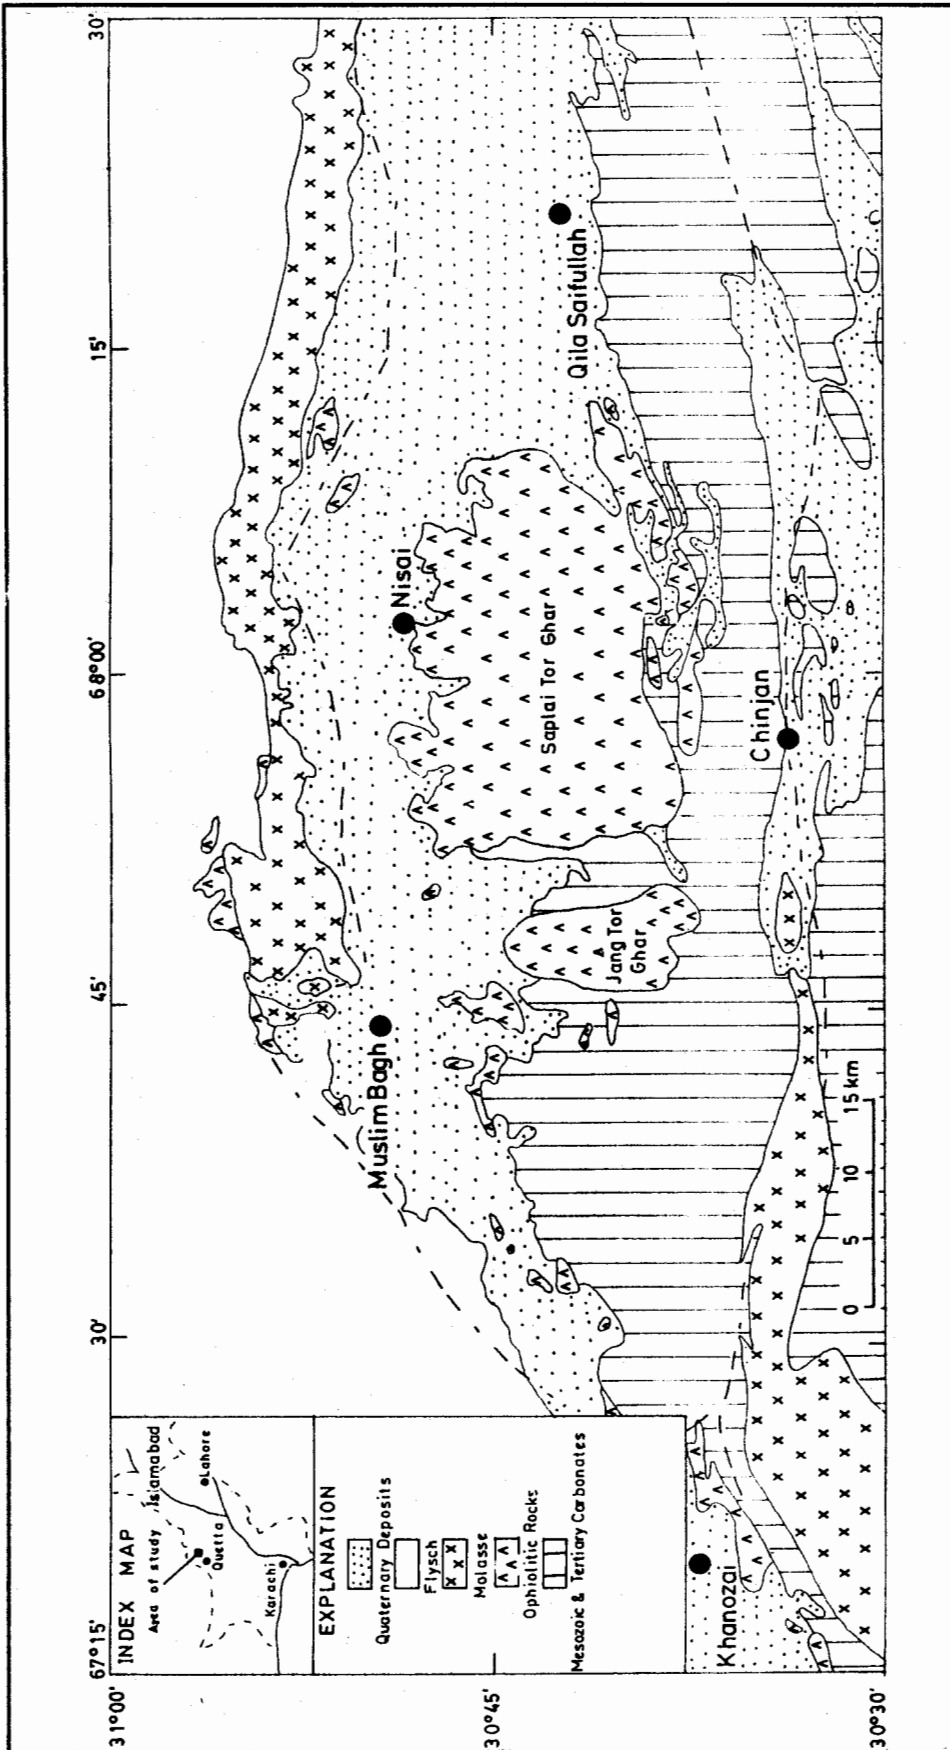 INDEX MAP
Area of study
Islamabad
Lahore
Quetta
Karachi
EXPLANATION
Quaternary Deposits
Flysch
Molasse
Ophiolitic Rocks
Mesozoic & Tertiary Carbonates
67°15'
30'
45'
68°00'
15'
30'
31°00'
30°45'
30°30'
Muslim Bagh
Nisai
Qila Saifullah
Saplai Tor Ghar
Jang Tor
Ghar
Chinjan
Khanozai
0 5 10 15 km